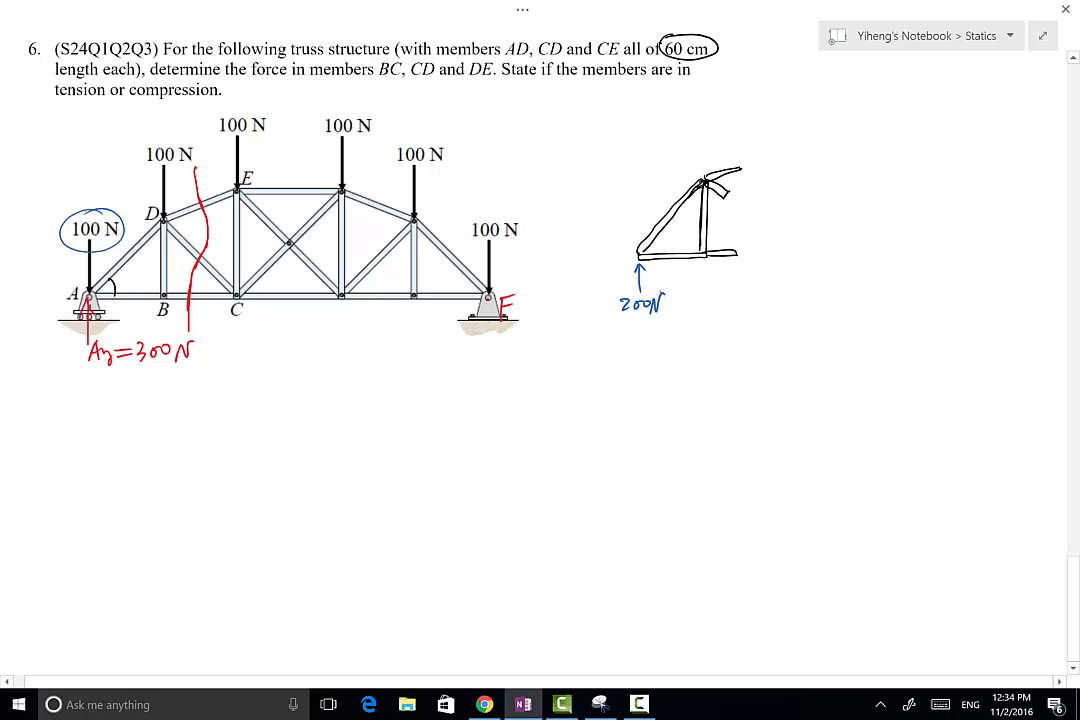 ...
Yiheng's Notebook > Statics
6. (S24Q1Q2Q3) For the following truss structure (with members AD, CD and CE all of 60 cm
length each), determine the force in members BC, CD and DE. State if the members are in
tension or compression.
100 N
100 N
100 N
100 N
100 N
E
D
100 N
A
B
C
F
Ay=300N
200N
Ask me anything
ENG
12:34 PM
11/2/2016
6